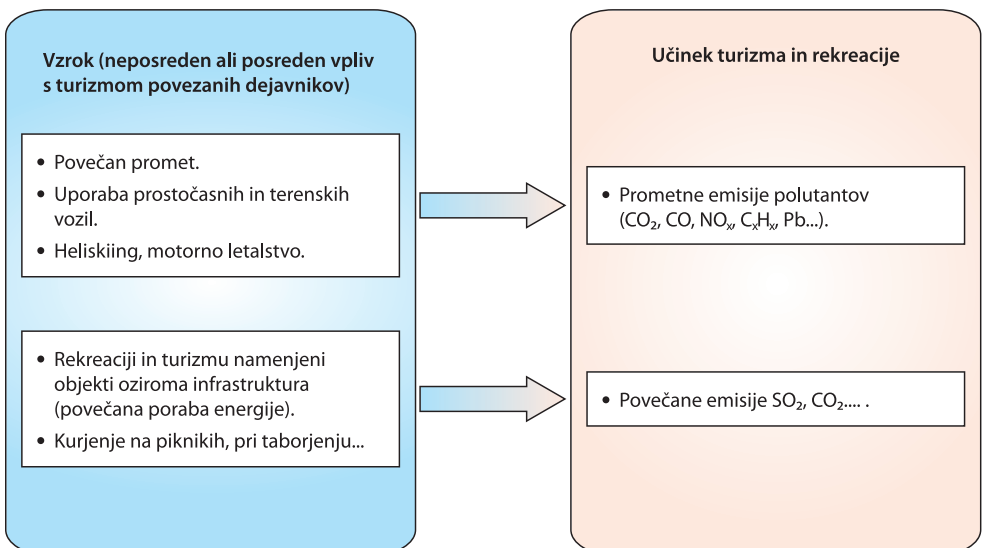 Vzrok (neposreden ali posreden vpliv
s turizmom povezanih dejavnikov)
• Povečan promet.
• Uporaba prostočasnih in terenskih
vozil.
• Heliskiing, motorno letalstvo.
• Rekreaciji in turizmu namenjeni
objekti oziroma infrastruktura
(povečana poraba energije).
• Kurjenje na piknikih, pri taborjenju...
Učinek turizma in rekreacije
• Prometne emisije polutantov
(CO₂, CO, NOₓ, CₓHₓ, Pb...).
• Povečane emisije SO₂, CO₂.... .